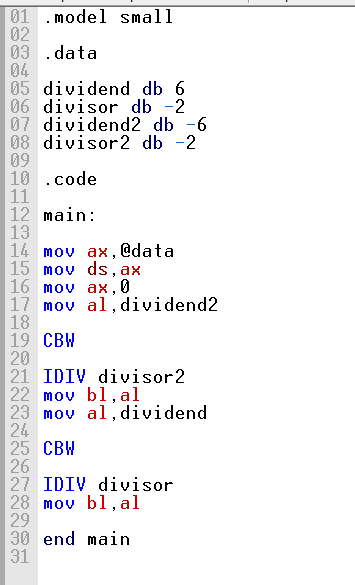 01 .model small
02
03 .data
04
05 dividend db 6
06 divisor db -2
07 dividend2 db -6
08 divisor2 db -2
09
10 .code
11
12 main:
13
14 mov ax,@data
15 mov ds,ax
16 mov ax,0
17 mov al,dividend2
18
19 CBW
20
21 IDIV divisor2
22 mov bl,al
23 mov al,dividend
24
25 CBW
26
27 IDIV divisor
28 mov bl,al
29
30 end main
31